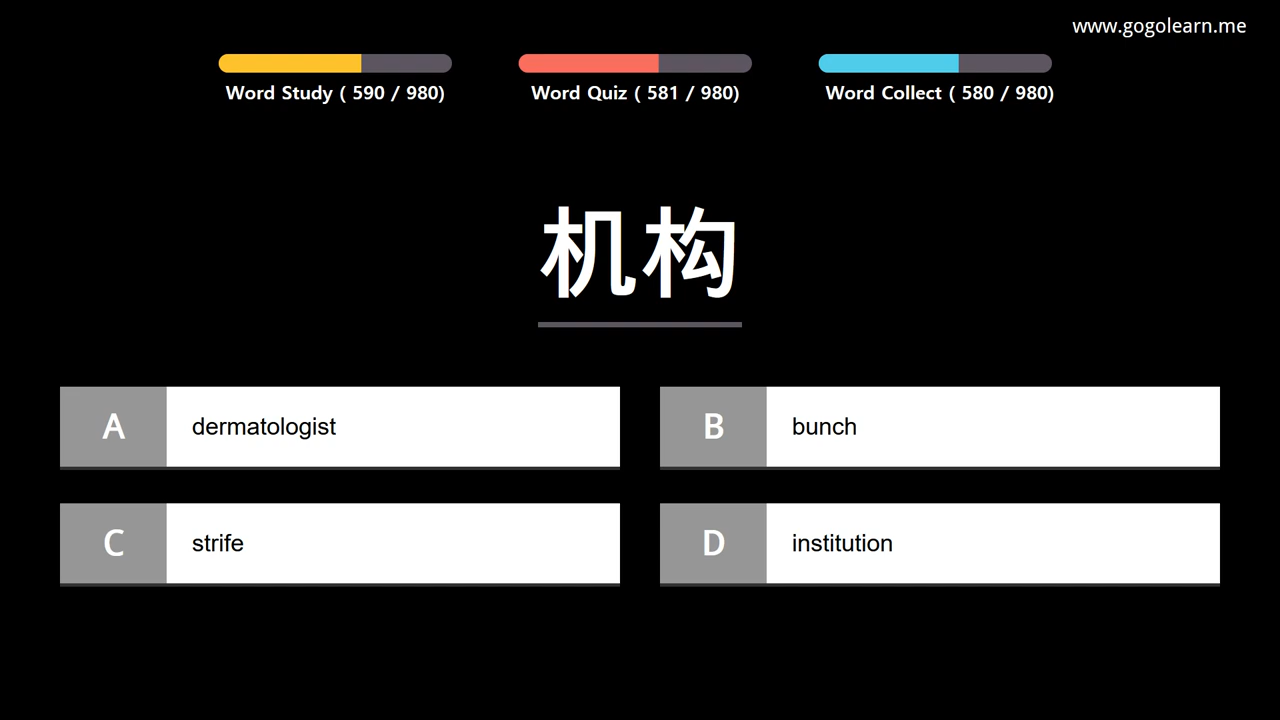 www.gogolearn.me
Word Study ( 590 / 980)
Word Quiz ( 581 / 980)
Word Collect ( 580 / 980)
机构
A dermatologist
B bunch
C strife
D institution